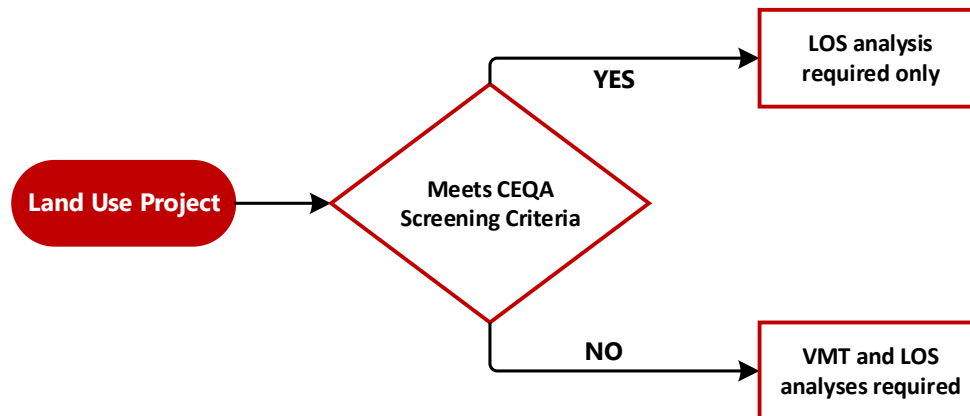 LOS analysis
required only
YES
Land Use Project
Meets CEQA
Screening Criteria
NO
VMT and LOS
analyses required